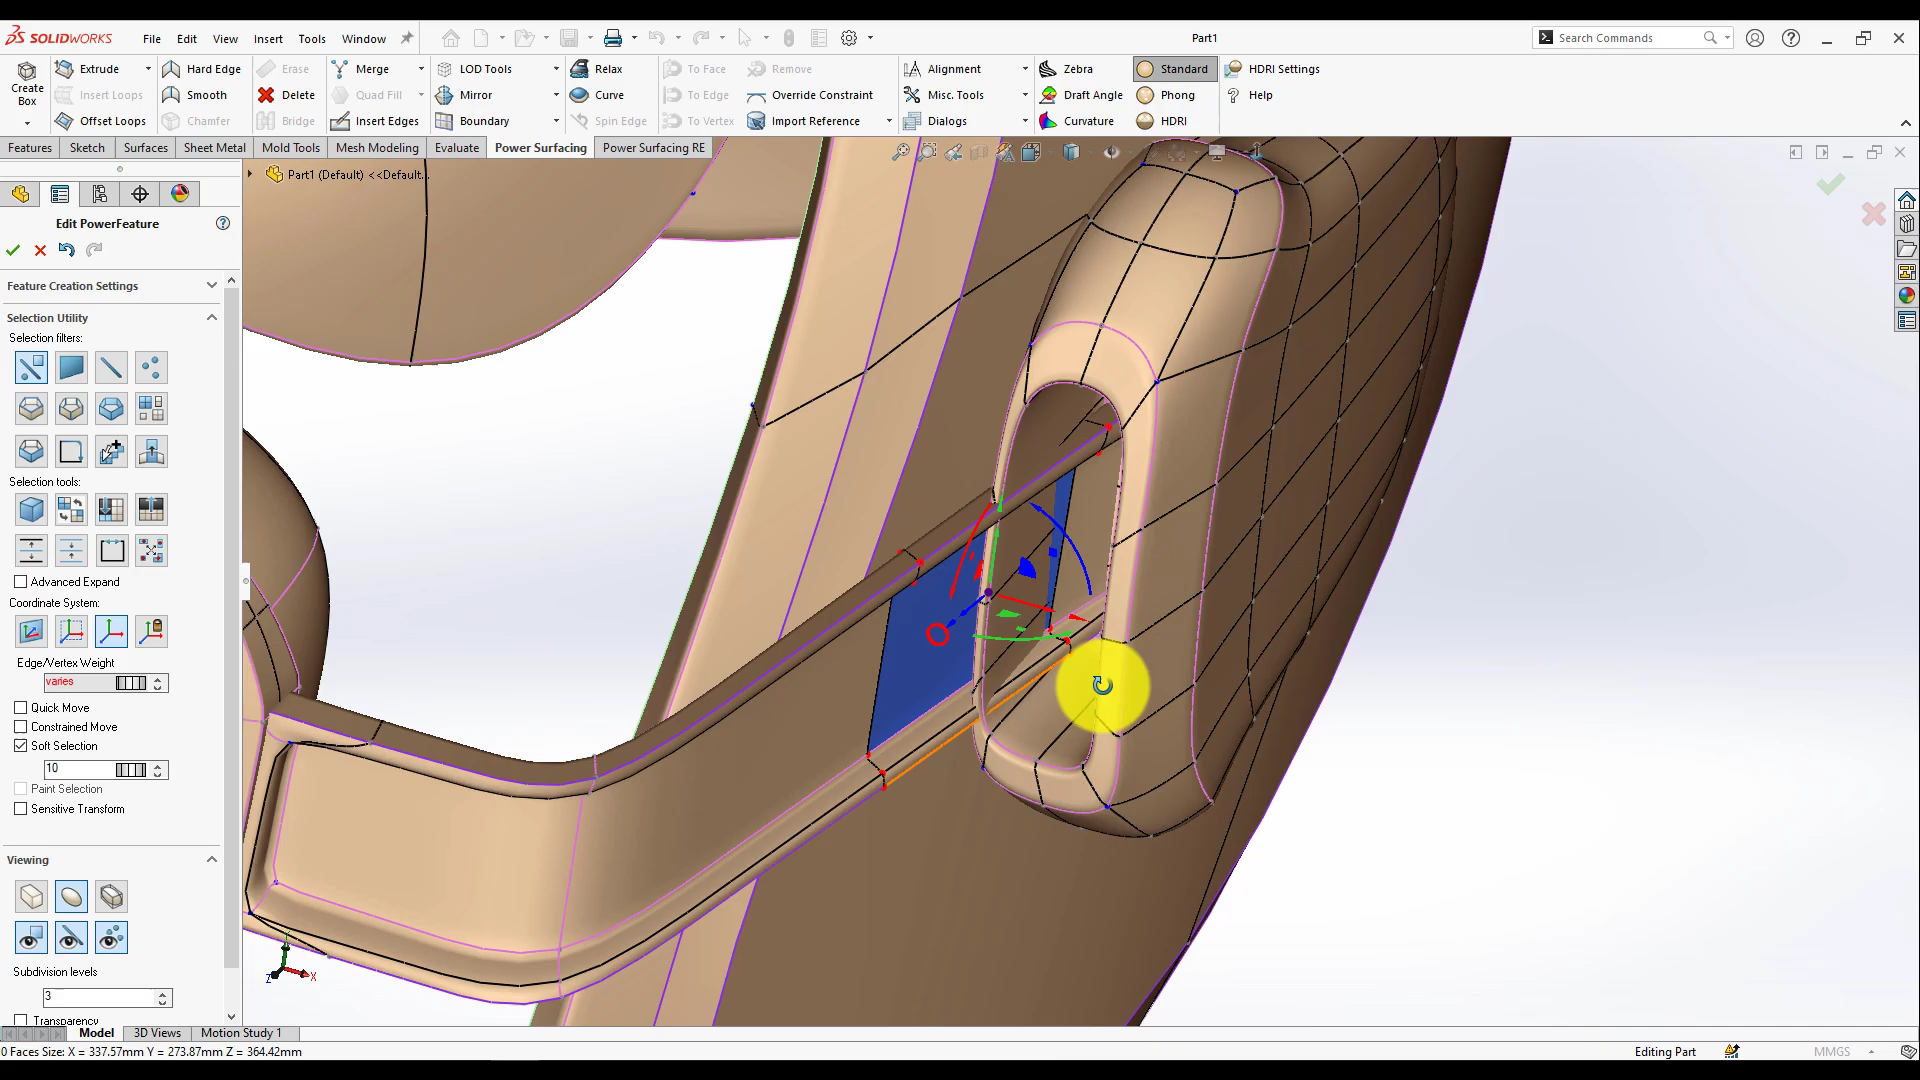 SOLIDWORKS File Edit View Insert Tools Window Part1 Search Commands
Create Box
Extrude Hard Edge Erase Merge LOD Tools Relax To Face Remove Alignment Zebra Standard HDRI Settings
Insert Loops Smooth Delete Quad Fill Mirror Curve To Edge Override Constraint Misc. Tools Draft Angle Phong Help
Offset Loops Chamfer Bridge Insert Edges Boundary Spin Edge To Vertex Import Reference Dialogs Curvature HDRI
Features Sketch Surfaces Sheet Metal Mold Tools Mesh Modeling Evaluate Power Surfacing Power Surfacing RE
Part1 (Default) <<Default...
Edit PowerFeature
Feature Creation Settings
Selection Utility
Selection filters:
Selection tools:
Advanced Expand
Coordinate System:
Edge/Vertex Weight
varies
Quick Move
Constrained Move
Soft Selection
10
Paint Selection
Sensitive Transform
Viewing
Subdivision levels
3
Transparency
Z X
Model 3D Views Motion Study 1
0 Faces Size: X = 337.57mm Y = 273.87mm Z = 364.42mm Editing Part MMGS